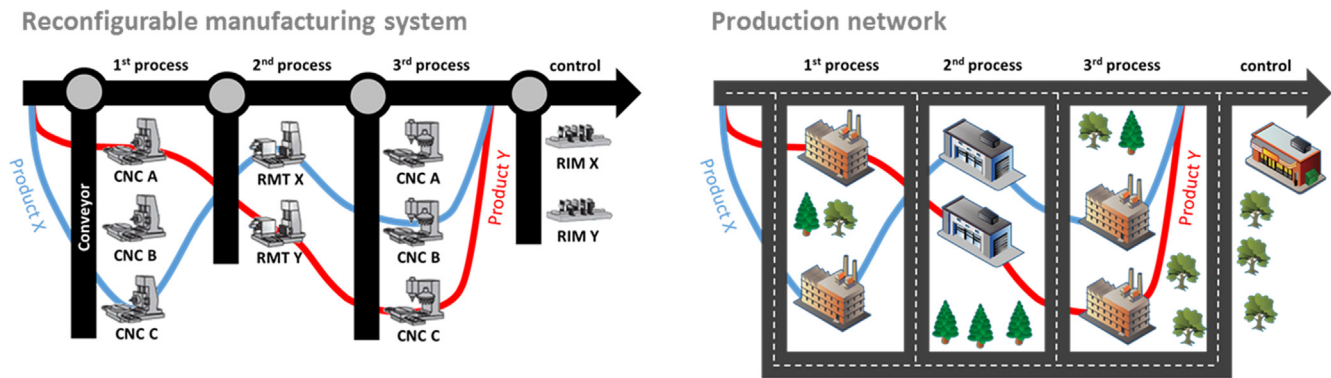 Reconfigurable manufacturing system
1st process
2nd process
3rd process
control
Product X
Conveyor
CNC A
CNC B
CNC C
RMT X
RMT Y
CNC A
CNC B
CNC C
Product Y
RIM X
RIM Y
Production network
1st process
2nd process
3rd process
control
Product X
Product Y